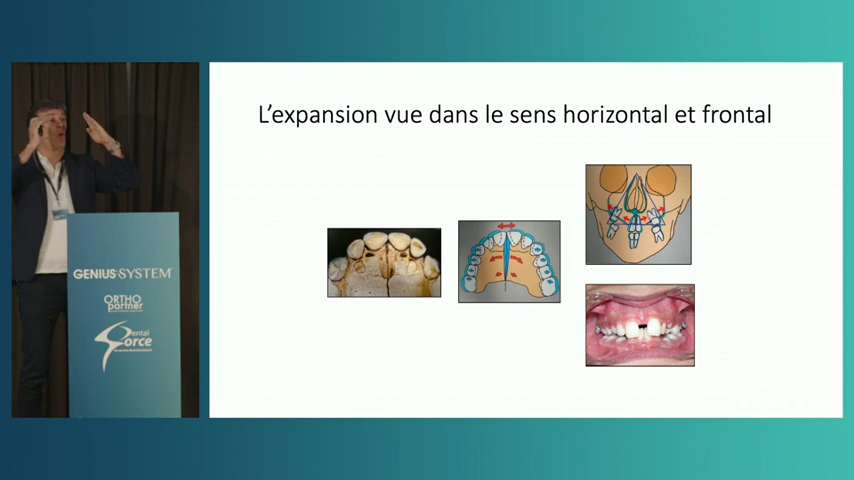 L'expansion vue dans le sens horizontal et frontal
GENIUS SYSTEM
ORTHO
partner
Dental
Force